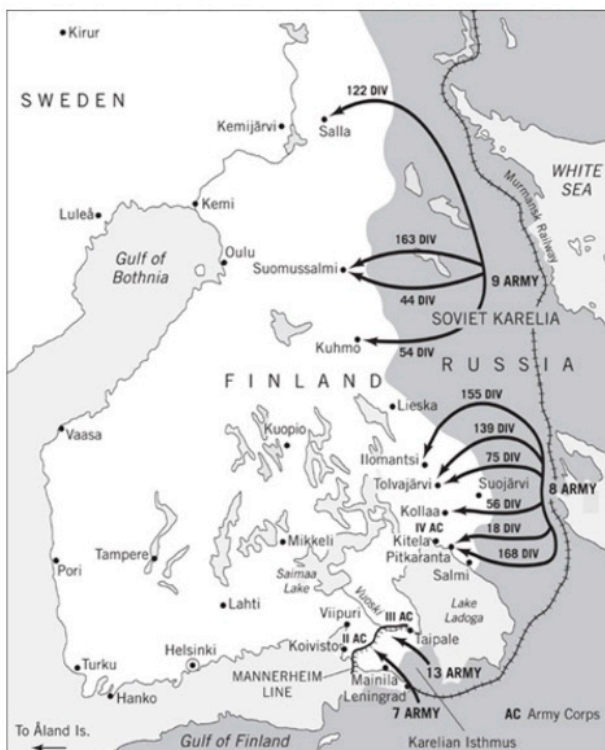 Kirur
SWEDEN
122 DIV
Kemijärvi
Salla
WHITE
SEA
Murmansk Railway
Luleå
Kemi
Gulf of
Bothnia
Oulu
163 DIV
Suomussalmi
9 ARMY
44 DIV
SOVIET KARELIA
54 DIV
Kuhmo
RUSSIA
FINLAND
155 DIV
Lieska
139 DIV
Vaasa
Kuopio
75 DIV
Ilomantsi
Tolvajärvi
Suojärvi
8 ARMY
Kollaa
56 DIV
IV AC
18 DIV
Kitela
Pitkaranta
168 DIV
Salmi
Mikkeli
Tampere
Pori
Saimaa
Lake
Vuoski
Lake
Ladoga
Lahti
Viipuri
III AC
Koivistor
II AC
Taipale
Helsinki
Turku
MANNERHEIM
LINE
Mainila
Leningrad
13 ARMY
Hanko
7 ARMY
AC Army Corps
To Åland Is.
Gulf of Finland
Karelian Isthmus